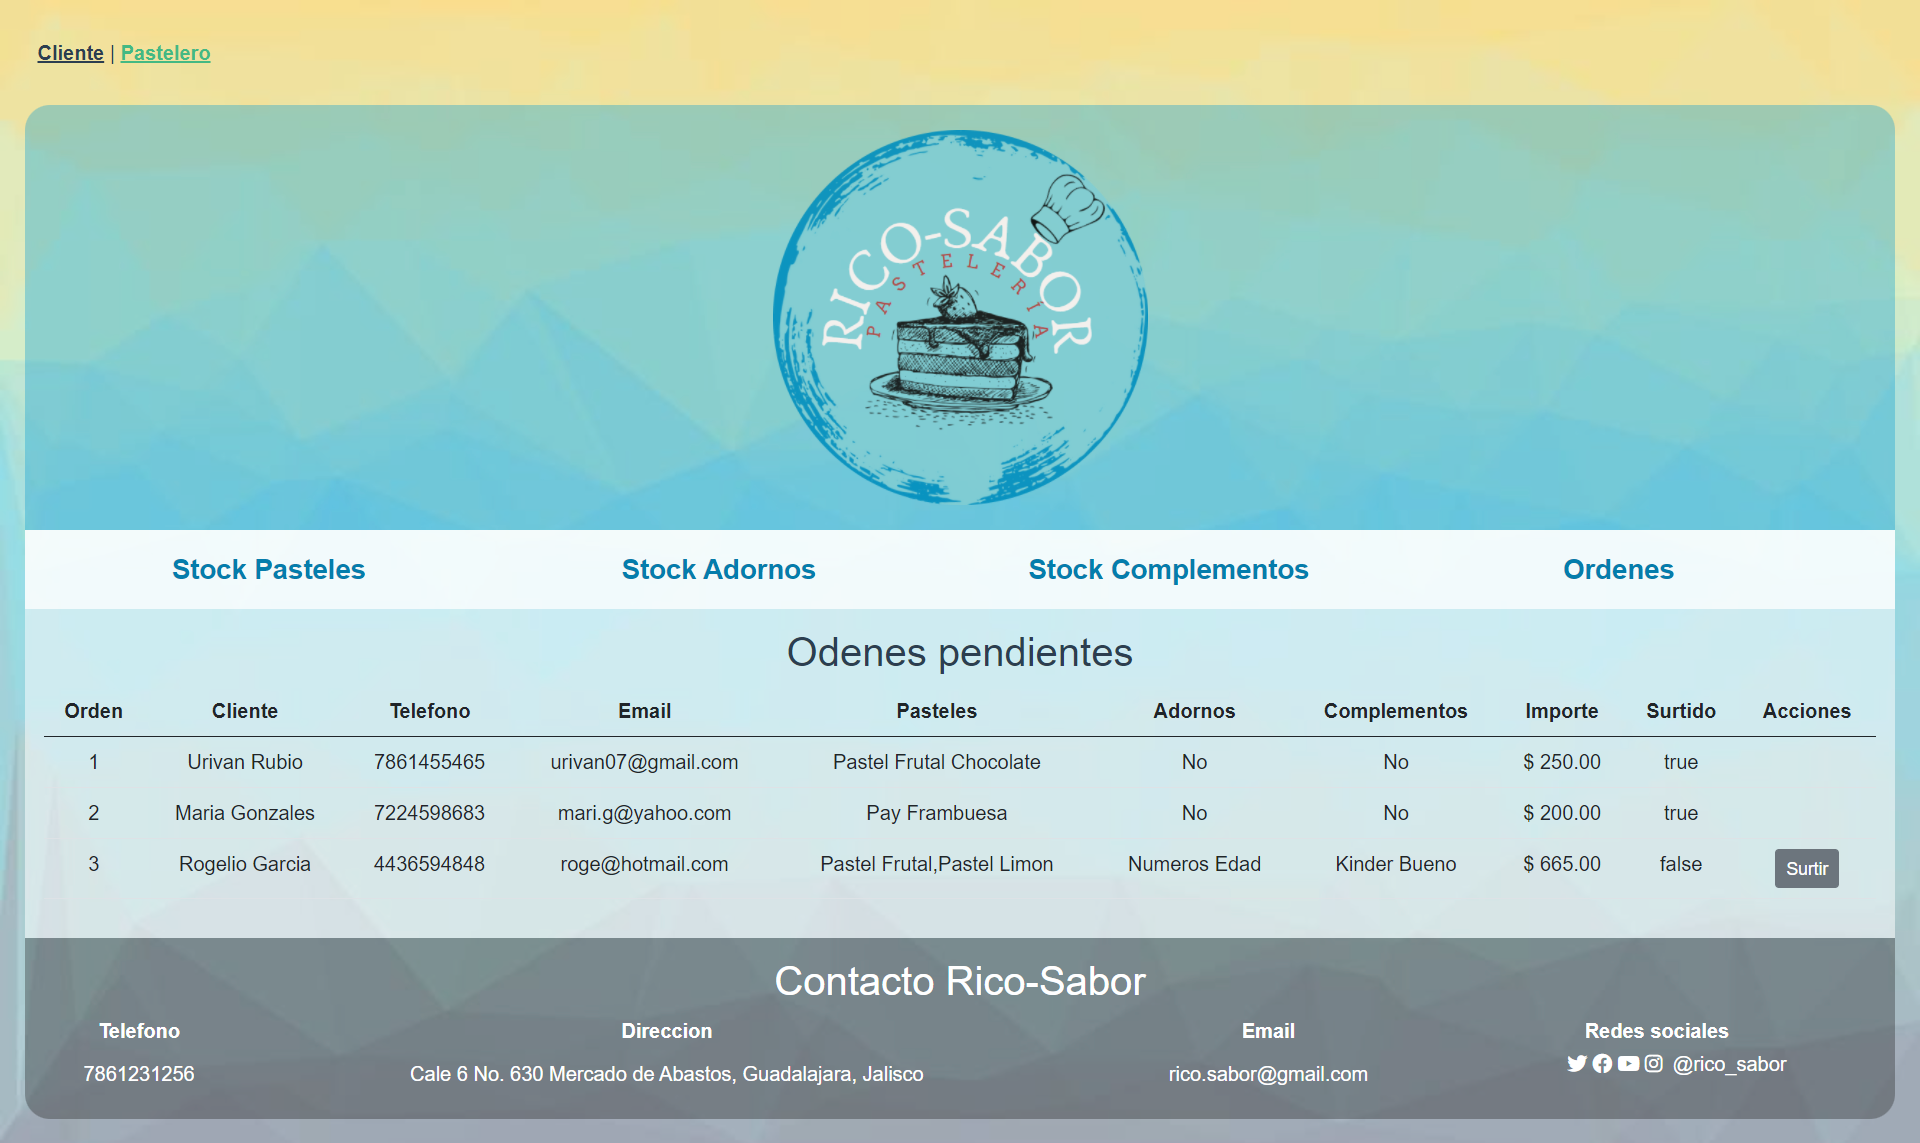 Cliente | Pastelero
RICO-SABOR
PASTELERÍA
Stock Pasteles Stock Adornos Stock Complementos Ordenes
Odenes pendientes
Orden Cliente Telefono Email Pasteles Adornos Complementos Importe Surtido Acciones
1 Urivan Rubio 7861455465 urivan07@gmail.com Pastel Frutal Chocolate No No $ 250.00 true
2 Maria Gonzales 7224598683 mari.g@yahoo.com Pay Frambuesa No No $ 200.00 true
3 Rogelio Garcia 4436594848 roge@hotmail.com Pastel Frutal,Pastel Limon Numeros Edad Kinder Bueno $ 665.00 false Surtir
Contacto Rico-Sabor
Telefono Direccion Email Redes sociales
7861231256 Cale 6 No. 630 Mercado de Abastos, Guadalajara, Jalisco rico.sabor@gmail.com @rico_sabor